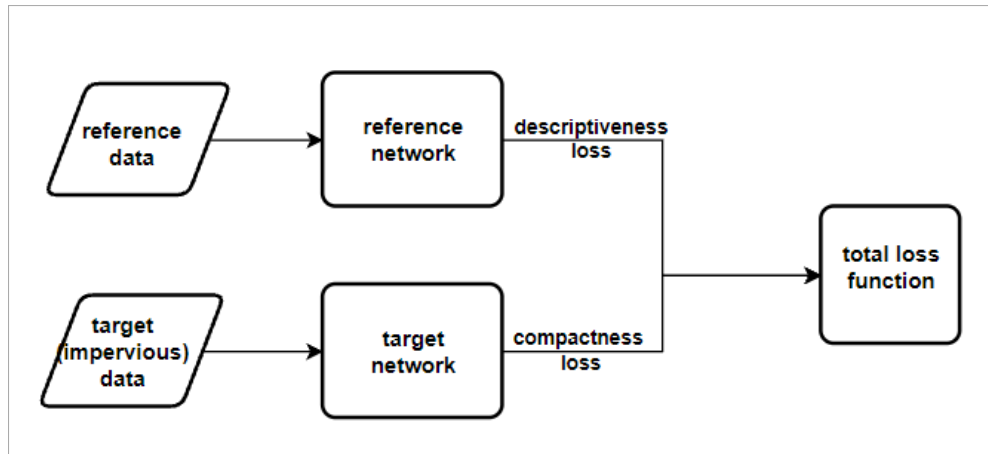 reference
data
reference
network
descriptiveness
loss
total loss
function
target
(impervious)
data
target
network
compactness
loss